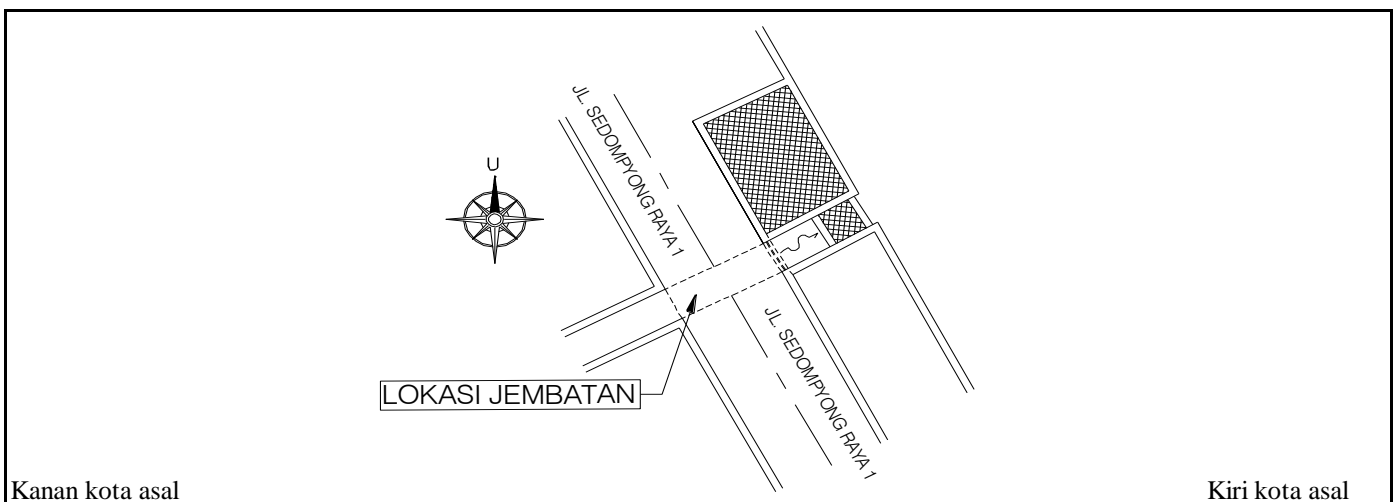 JL. SEDOMPYONG RAYA 1
U
LOKASI JEMBATAN
JL. SEDOMPYONG RAYA 1
Kanan kota asal
Kiri kota asal